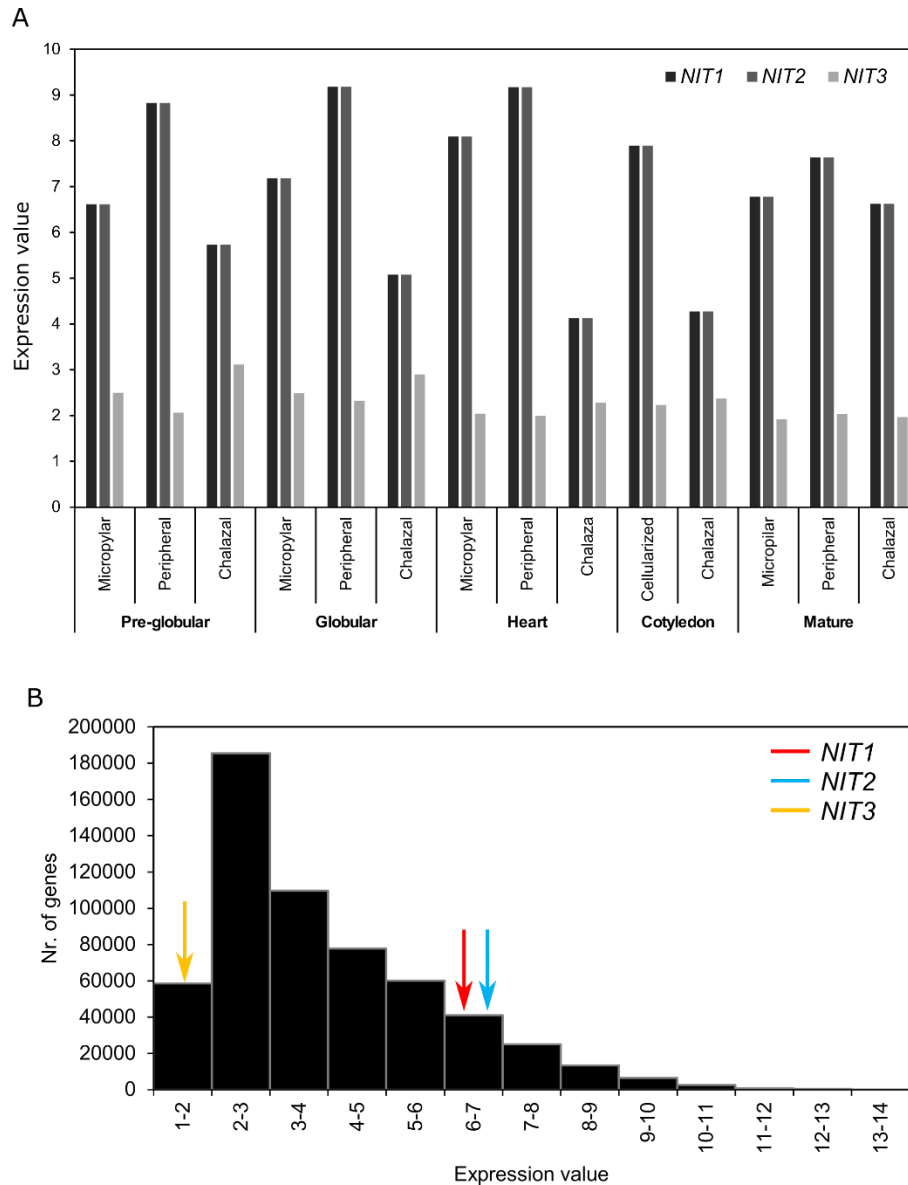 A
10
NIT1 NIT2 NIT3
9
8
7
6
5
4
3
2
1
0
Expression value
Micropylar
Peripheral
Chalazal
Micropylar
Peripheral
Chalazal
Micropylar
Peripheral
Chalaza
Cellularized
Chalazal
Micropilar
Peripheral
Chalazal
Pre-globular Globular Heart Cotyledon Mature
B
200000
180000
160000
140000
120000
100000
80000
60000
40000
20000
0
Nr. of genes
NIT1
NIT2
NIT3
1-2
2-3
3-4
4-5
5-6
6-7
7-8
8-9
9-10
10-11
11-12
12-13
13-14
Expression value